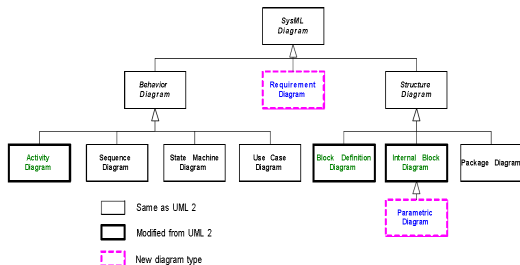 SysML
Diagram
Behavior
Diagram
Requirement
Diagram
Structure
Diagram
Activity
Diagram
Sequence
Diagram
State Machine
Diagram
Use Case
Diagram
Block Definition
Diagram
Internal Block
Diagram
Package Diagram
Parametric
Diagram
Same as UML 2
Modified from UML 2
New diagram type